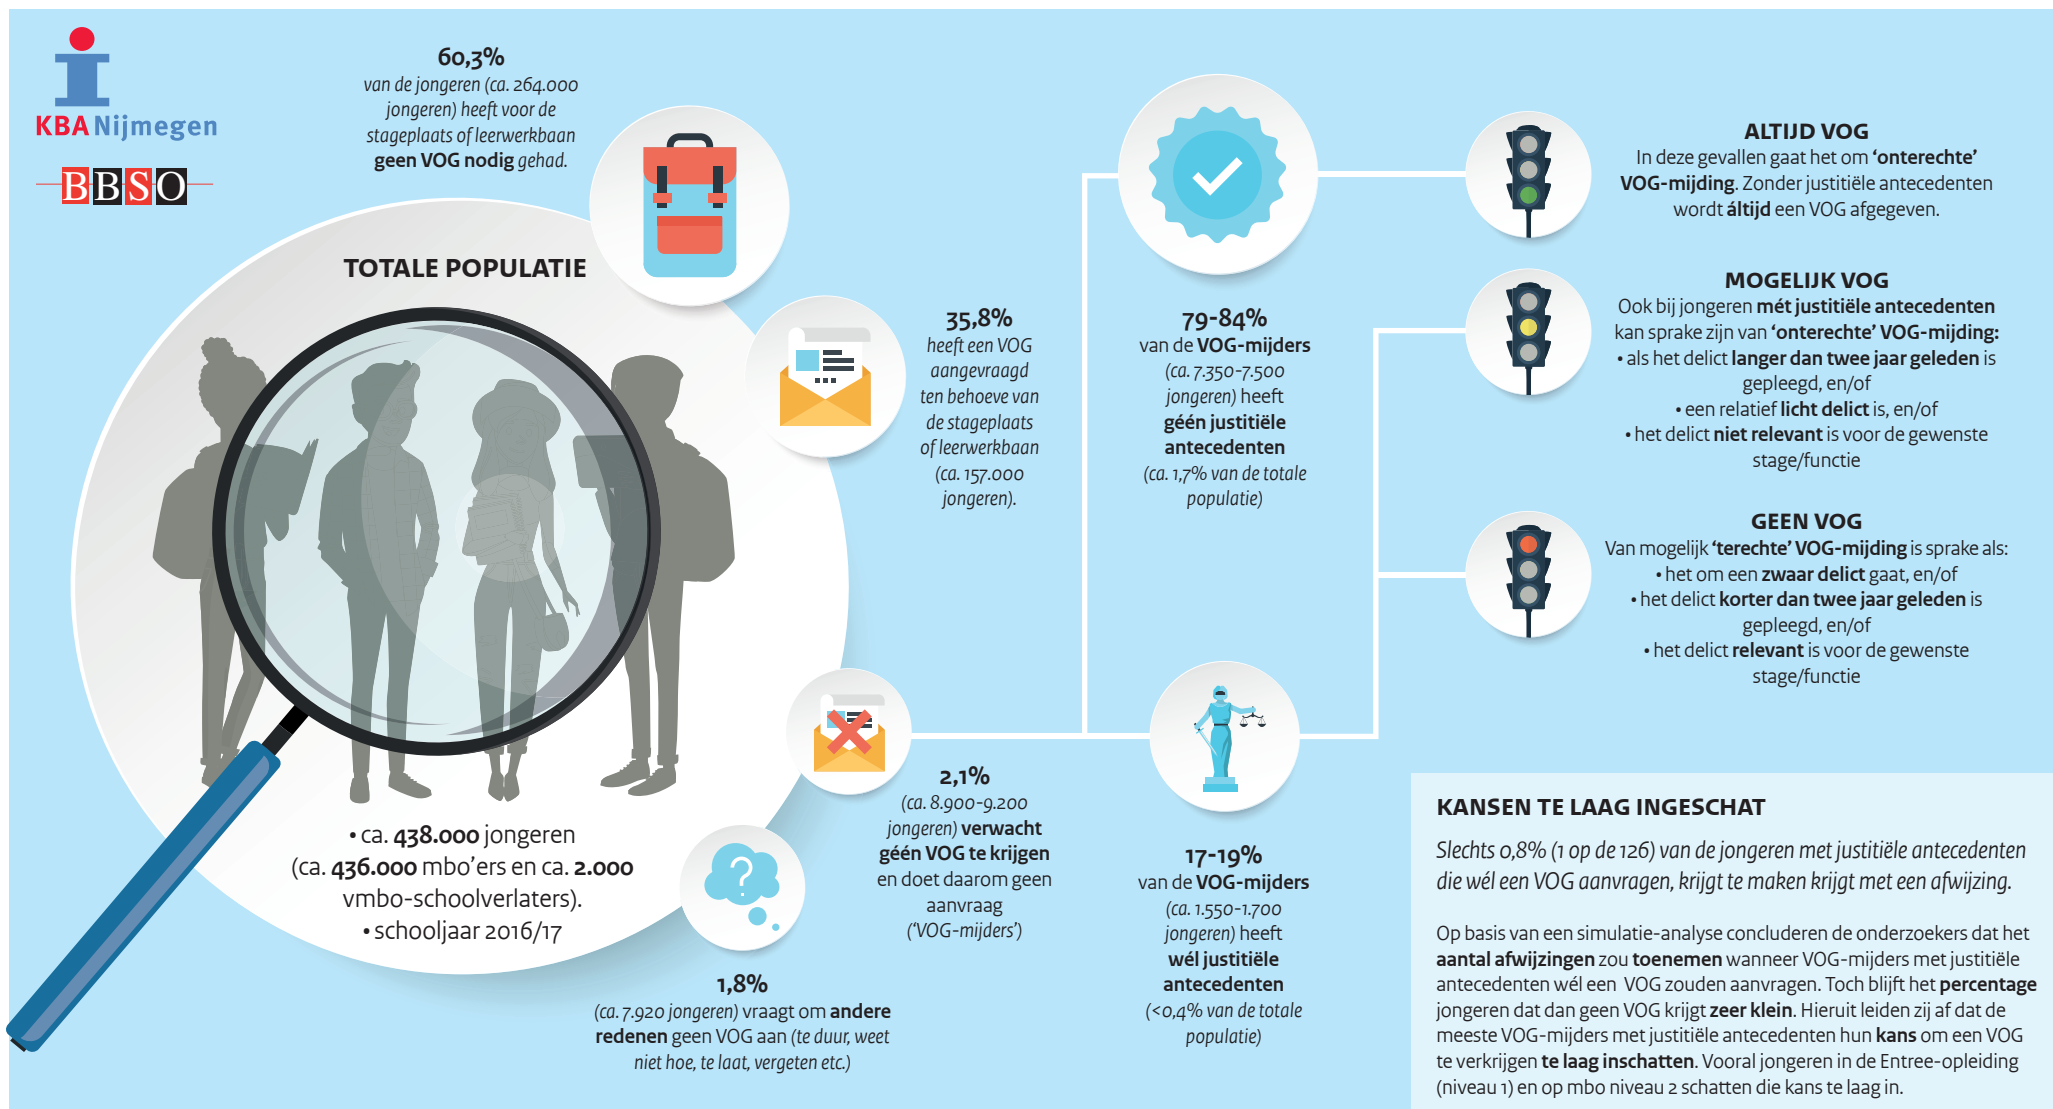 KBA Nijmegen
BBSO
60,3%
van de jongeren (ca. 264.000
jongeren) heeft voor de
stageplaats of leerwerkbaan
geen VOG nodig gehad.
TOTALE POPULATIE
• ca. 438.000 jongeren
(ca. 436.000 mbo'ers en ca. 2.000
vmbo-schoolverlaters).
• schooljaar 2016/17
35,8%
heeft een VOG
aangevraagd
ten behoeve van
de stageplaats
of leerwerkbaan
(ca. 157.000
jongeren).
2,1%
(ca. 8.900-9.200
jongeren) verwacht
géén VOG te krijgen
en doet daarom geen
aanvraag
('VOG-mijders')
?
1,8%
(ca. 7.920 jongeren) vraagt om andere
redenen geen VOG aan (te duur, weet
niet hoe, te laat, vergeten etc.)
79-84%
van de VOG-mijders
(ca. 7.350-7.500
jongeren) heeft
géén justitiële
antecedenten
(ca. 1,7% van de totale
populatie)
17-19%
van de VOG-mijders
(ca. 1.550-1.700
jongeren) heeft
wél justitiële
antecedenten
(<0,4% van de totale
populatie)
ALTIJD VOG
In deze gevallen gaat het om 'onterechte'
VOG-mijding. Zonder justitiële antecedenten
wordt áltijd een VOG afgegeven.
MOGELIJK VOG
Ook bij jongeren mét justitiële antecedenten
kan sprake zijn van 'onterechte' VOG-mijding:
• als het delict langer dan twee jaar geleden is
gepleegd, en/of
• een relatief licht delict is, en/of
• het delict niet relevant is voor de gewenste
stage/functie
GEEN VOG
Van mogelijk 'terechte' VOG-mijding is sprake als:
• het om een zwaar delict gaat, en/of
• het delict korter dan twee jaar geleden is
gepleegd, en/of
• het delict relevant is voor de gewenste
stage/functie
KANSEN TE LAAG INGESCHAT
Slechts 0,8% (1 op de 126) van de jongeren met justitiële antecedenten
die wél een VOG aanvragen, krijgt te maken krijgt met een afwijzing.
Op basis van een simulatie-analyse concluderen de onderzoekers dat het
aantal afwijzingen zou toenemen wanneer VOG-mijders met justitiële
antecedenten wél een VOG zouden aanvragen. Toch blijft het percentage
jongeren dat dan geen VOG krijgt zeer klein. Hieruit leiden zij af dat de
meeste VOG-mijders met justitiële antecedenten hun kans om een VOG
te verkrijgen te laag inschatten. Vooral jongeren in de Entree-opleiding
(niveau 1) en op mbo niveau 2 schatten die kans te laag in.